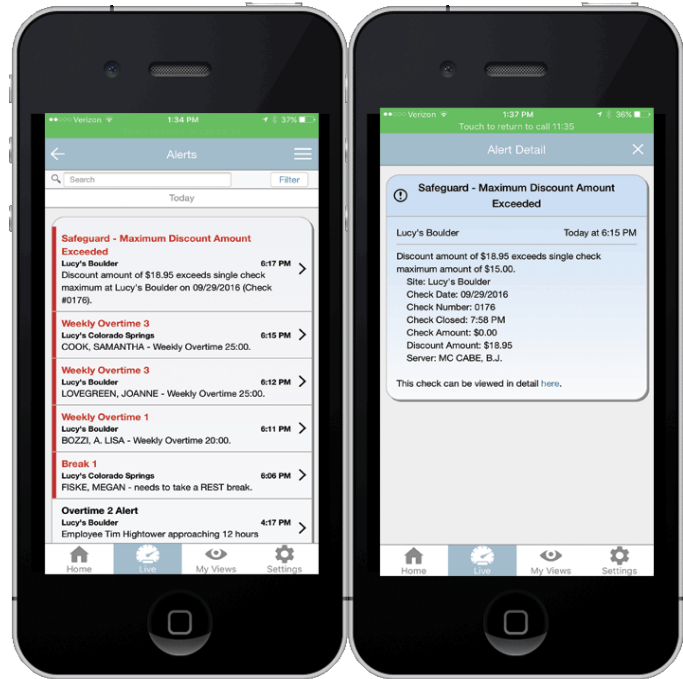 Verizon 1:34 PM 37%
Alerts
Search Filter
Today
Safeguard - Maximum Discount Amount
Exceeded
Lucy's Boulder 6:17 PM
Discount amount of $18.95 exceeds single check
maximum at Lucy's Boulder on 09/29/2016 (Check
#0176).
Weekly Overtime 3
Lucy's Colorado Springs 6:15 PM
COOK, SAMANTHA - Weekly Overtime 25:00.
Weekly Overtime 3
Lucy's Boulder 6:12 PM
LOVEGREEN, JOANNE - Weekly Overtime 25:00.
Weekly Overtime 1
Lucy's Boulder 6:11 PM
BOZZI, A. LISA - Weekly Overtime 20:00.
Break 1
Lucy's Colorado Springs 6:06 PM
FISKE, MEGAN - needs to take a REST break.
Overtime 2 Alert
Lucy's Boulder 4:17 PM
Employee Tim Hightower approaching 12 hours
Home Live My Views Settings
Verizon 1:37 PM 36%
Touch to return to call 11:35
Alert Detail
Safeguard - Maximum Discount Amount
Exceeded
Lucy's Boulder Today at 6:15 PM
Discount amount of $18.95 exceeds single check
maximum amount of $15.00.
Site: Lucy's Boulder
Check Date: 09/29/2016
Check Number: 0176
Check Closed: 7:58 PM
Check Amount: $0.00
Discount Amount: $18.95
Server: MC CABE, B.J.
This check can be viewed in detail here.
Home Live My Views Settings